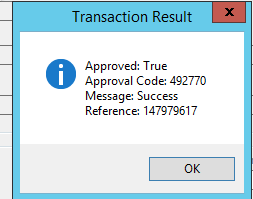 Transaction Result
x
Approved: True
Approval Code: 492770
Message: Success
Reference: 147979617
OK